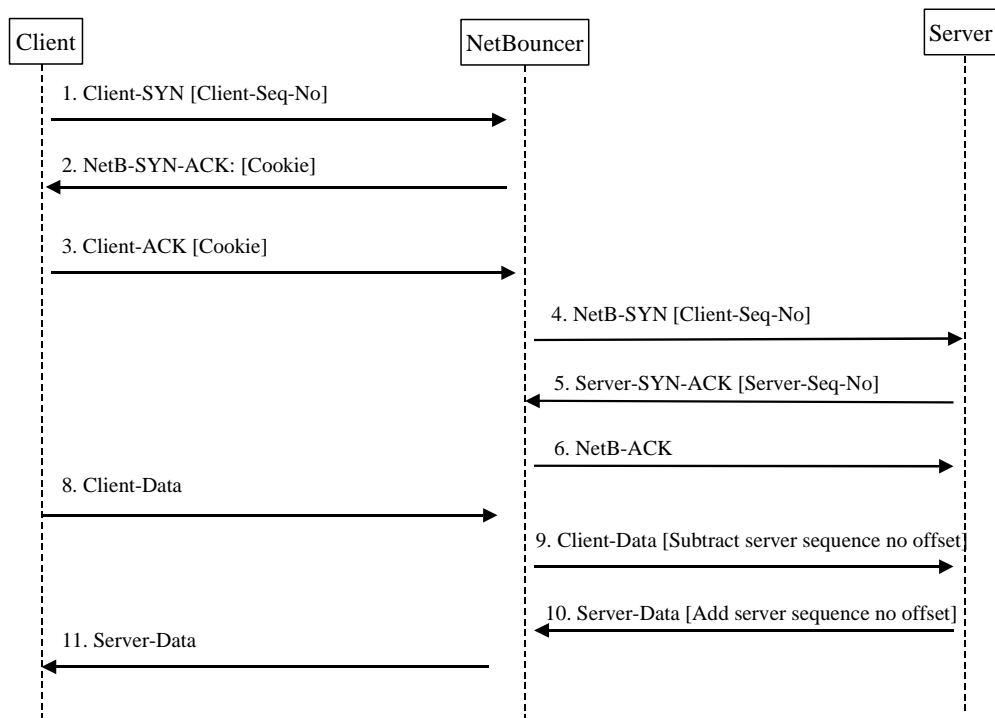 Client
NetBouncer
Server
1. Client-SYN [Client-Seq-No]
2. NetB-SYN-ACK: [Cookie]
3. Client-ACK [Cookie]
4. NetB-SYN [Client-Seq-No]
5. Server-SYN-ACK [Server-Seq-No]
6. NetB-ACK
8. Client-Data
9. Client-Data [Subtract server sequence no offset]
10. Server-Data [Add server sequence no offset]
11. Server-Data